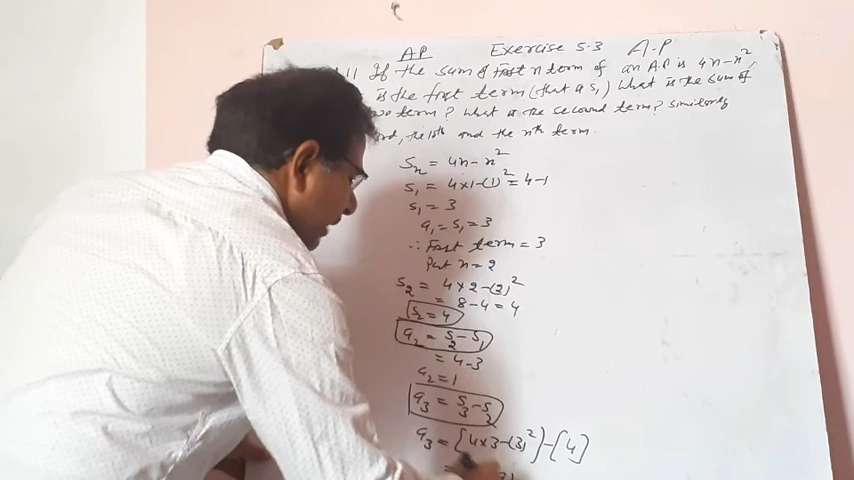 AP Exercise 5.3 A.P
11 If the sum of First n term of an A.P is 4n-n²,
is the first term (that is S₁) What is the sum of
two term? What is the second term? Similarly
ord, the 10th and the nth term.
Sₙ = 4n-n²
S₁ = 4×1-(1)² = 4-1
S₁ = 3
a₁ = S₁ = 3
∴ First term = 3
Put n = 2
S₂ = 4×2-(2)²
= 8-4 = 4
S₂ = 4
a₂ = S₂-S₁
= 4-3
a₂ = 1
a₃ = S₃-S₂
a₃ = [4×3-(3)²]-[4]
=